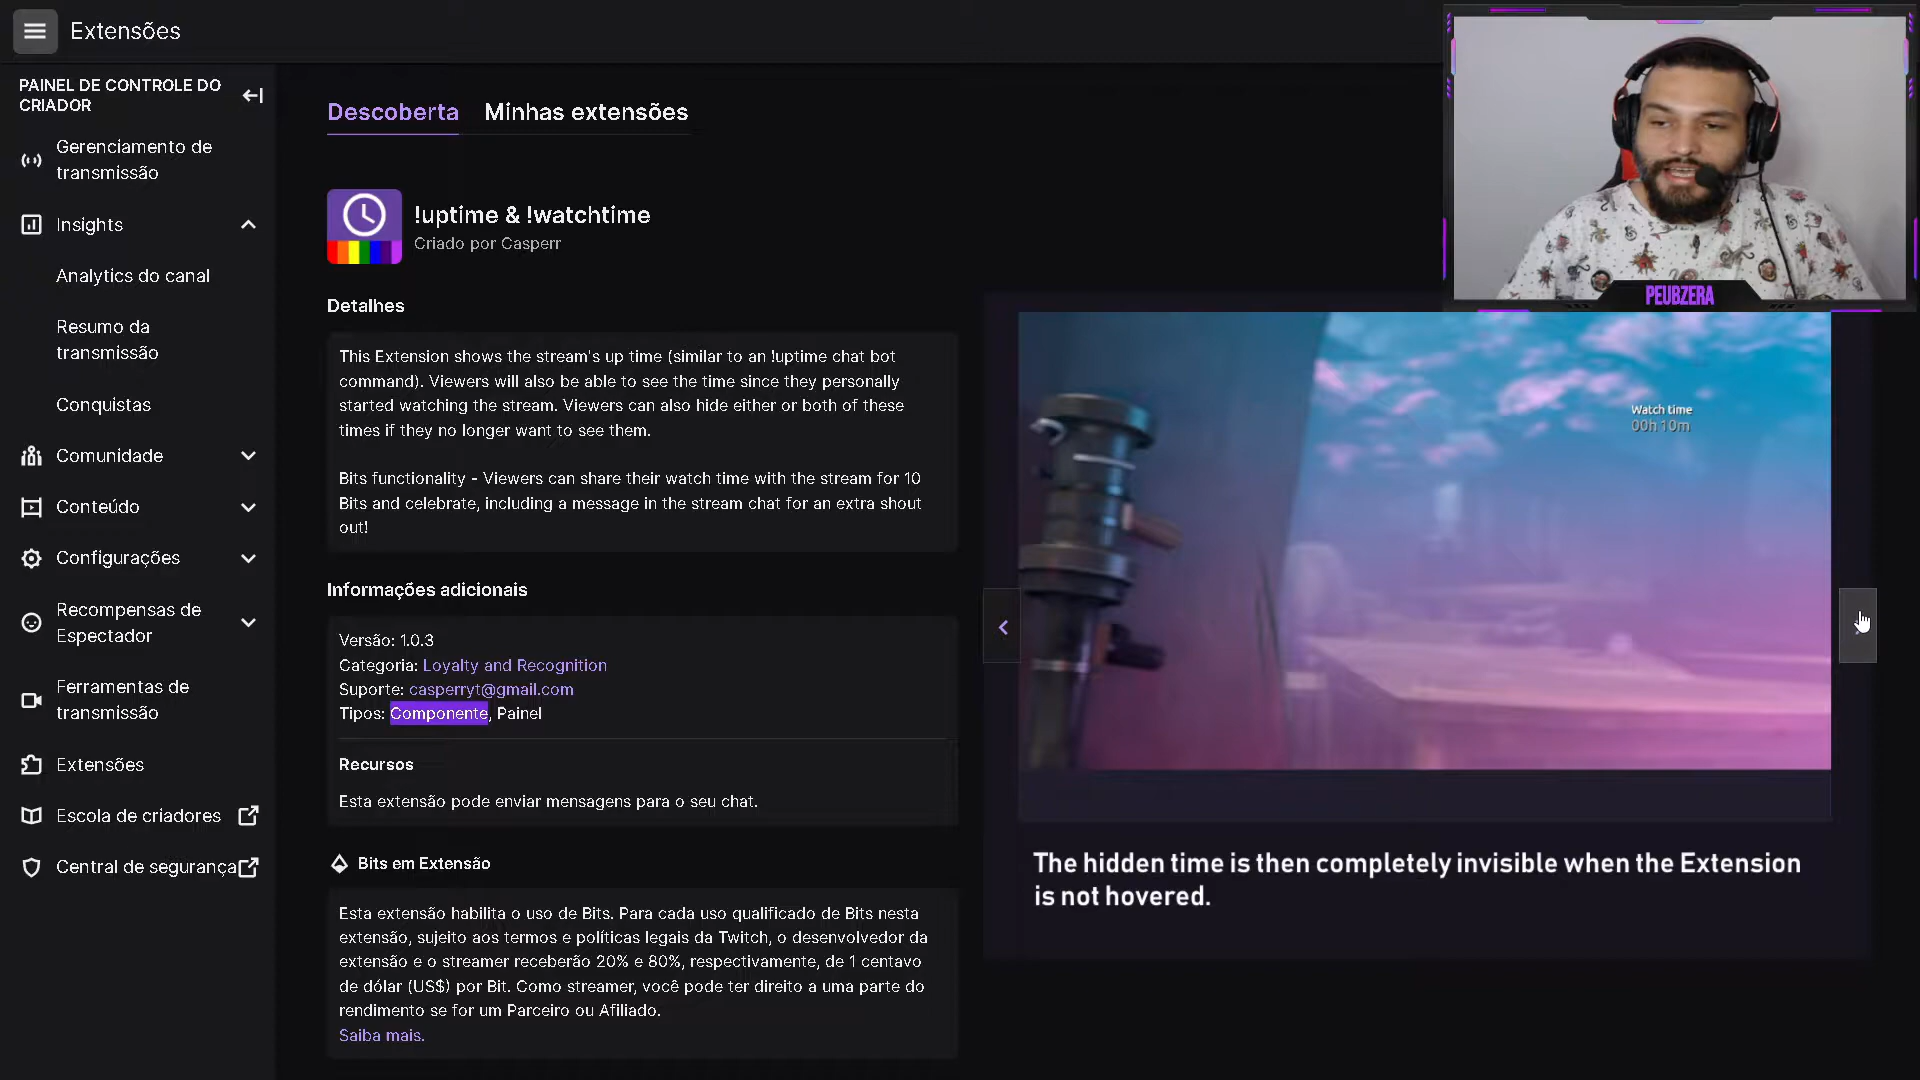 Extensões
PAINEL DE CONTROLE DO
CRIADOR
Gerenciamento de
transmissão
Insights
Analytics do canal
Resumo da
transmissão
Conquistas
Comunidade
Conteúdo
Configurações
Recompensas de
Espectador
Ferramentas de
transmissão
Extensões
Escola de criadores
Central de segurança
Descoberta
Minhas extensões
!uptime & !watchtime
Criado por Casperr
Detalhes
This Extension shows the stream's up time (similar to an !uptime chat bot
command). Viewers will also be able to see the time since they personally
started watching the stream. Viewers can also hide either or both of these
times if they no longer want to see them.
Bits functionality - Viewers can share their watch time with the stream for 10
Bits and celebrate, including a message in the stream chat for an extra shout
out!
Informações adicionais
Versão: 1.0.3
Categoria: Loyalty and Recognition
Suporte: casperryt@gmail.com
Tipos: Componente, Painel
Recursos
Esta extensão pode enviar mensagens para o seu chat.
Bits em Extensão
Esta extensão habilita o uso de Bits. Para cada uso qualificado de Bits nesta
extensão, sujeito aos termos e políticas legais da Twitch, o desenvolvedor da
extensão e o streamer receberão 20% e 80%, respectivamente, de 1 centavo
de dólar (US$) por Bit. Como streamer, você pode ter direito a uma parte do
rendimento se for um Parceiro ou Afiliado.
Saiba mais.
PEUBZERA
Watch time
00h 10m
The hidden time is then completely invisible when the Extension
is not hovered.